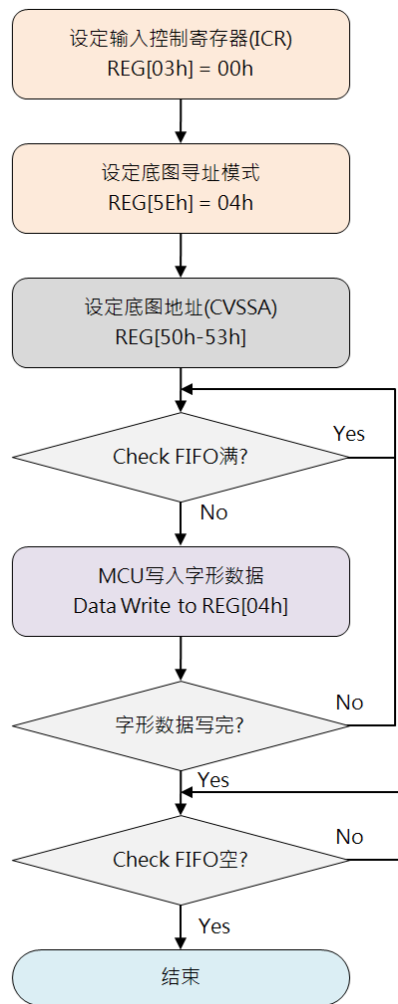 设定输入控制寄存器(ICR)
REG[03h] = 00h
设定底图寻址模式
REG[5Eh] = 04h
设定底图地址(CVSSA)
REG[50h-53h]
Check FIFO满?
Yes
No
MCU写入字形数据
Data Write to REG[04h]
字形数据写完?
No
Yes
Check FIFO空?
No
Yes
结束